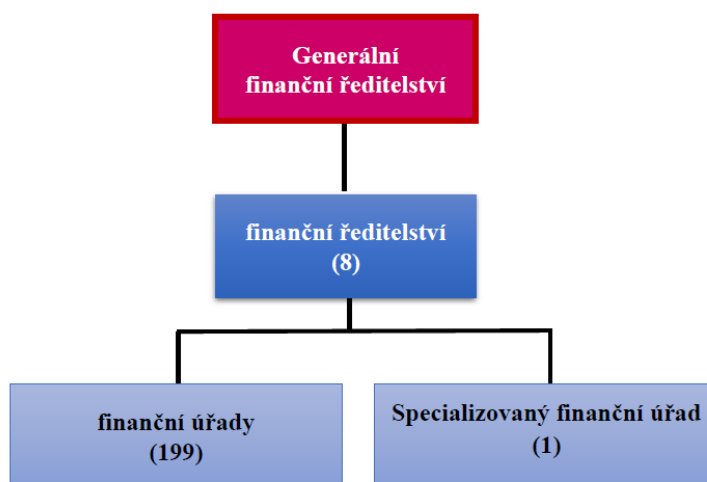 Generální
finanční ředitelství
finanční ředitelství
(8)
finanční úřady
(199)
Specializovaný finanční úřad
(1)